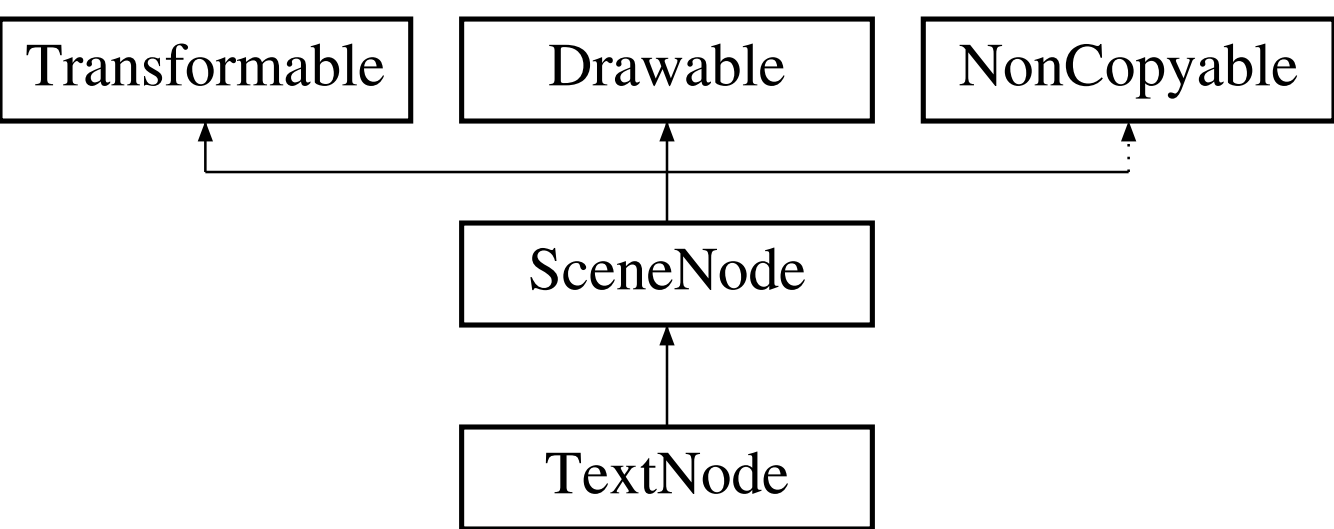 Transformable
Drawable
NonCopyable
SceneNode
TextNode